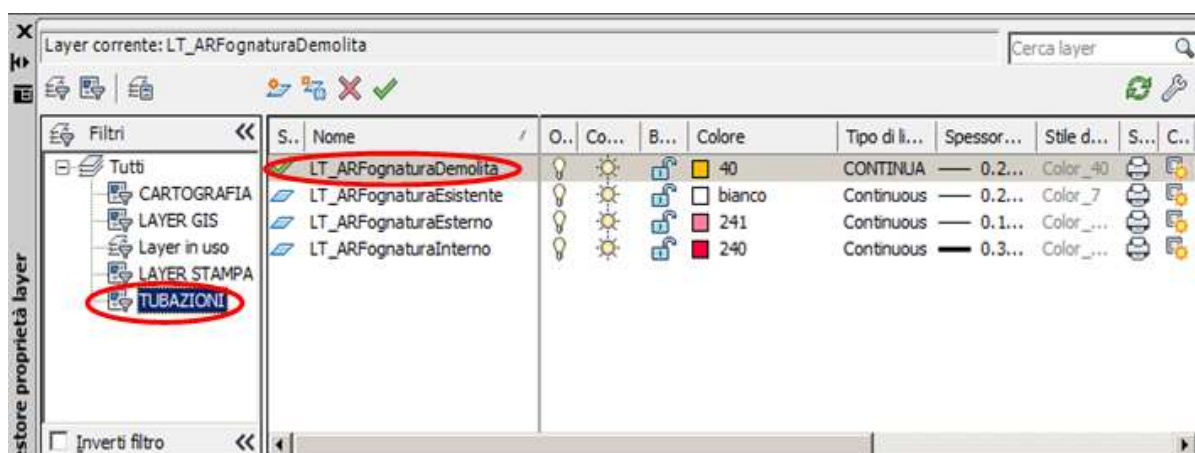 Layer corrente: LT_ARFognaturaDemolita
Cerca layer
Filtri
S.. Nome O... Co... B... Colore Tipo di li... Spessor... Stile d... S... C..
Tutti
CARTOGRAFIA
LAYER GIS
Layer in uso
LAYER STAMPA
TUBAZIONI
LT_ARFognaturaDemolita 40 CONTINUA 0.2... Color_40
LT_ARFognaturaEsistente bianco Continuous 0.2... Color_7
LT_ARFognaturaEsterno 241 Continuous 0.1... Color_...
LT_ARFognaturaInterno 240 Continuous 0.3... Color_...
Inverti filtro
store proprietà layer